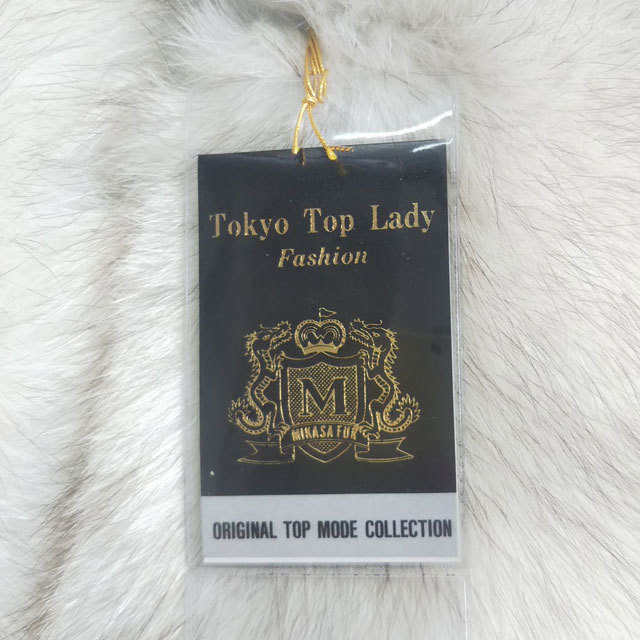 Tokyo Top Lady
Fashion
M
MIKASA FUR
ORIGINAL TOP MODE COLLECTION